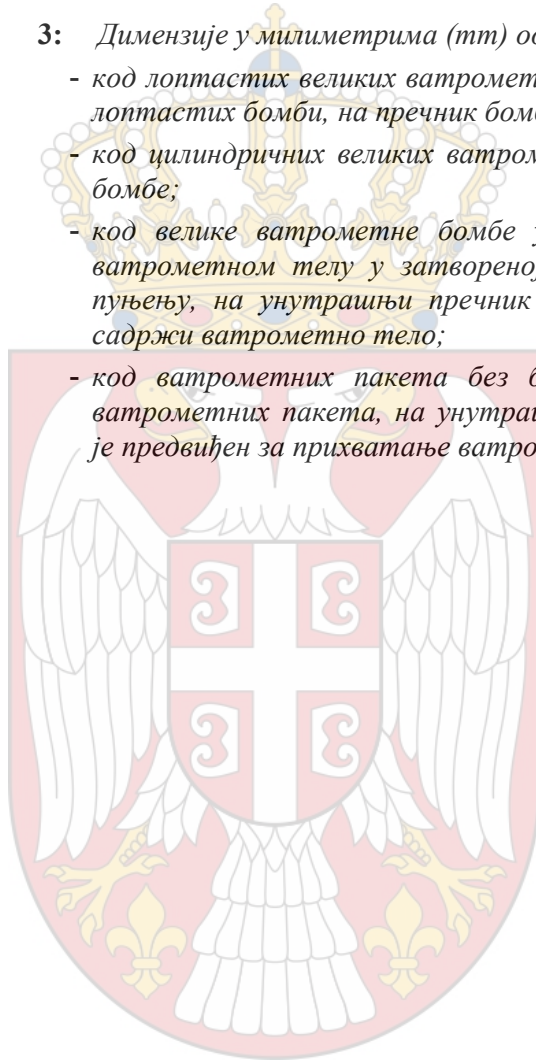 3: Димензије у милиметрима (mm) од
- код лоптастих великих ватромет
лоптастих бомби, на пречник бом
- код цилиндричних великих ватром
бомбе;
- код велике ватрометне бомбе у
ватрометном телу у затвореној
пуњењу, на унутрашњи пречник
садржи ватрометно тело;
- код ватрометних пакета без б
ватрометних пакета, на унутраш
је предвиђен за прихватање ватро